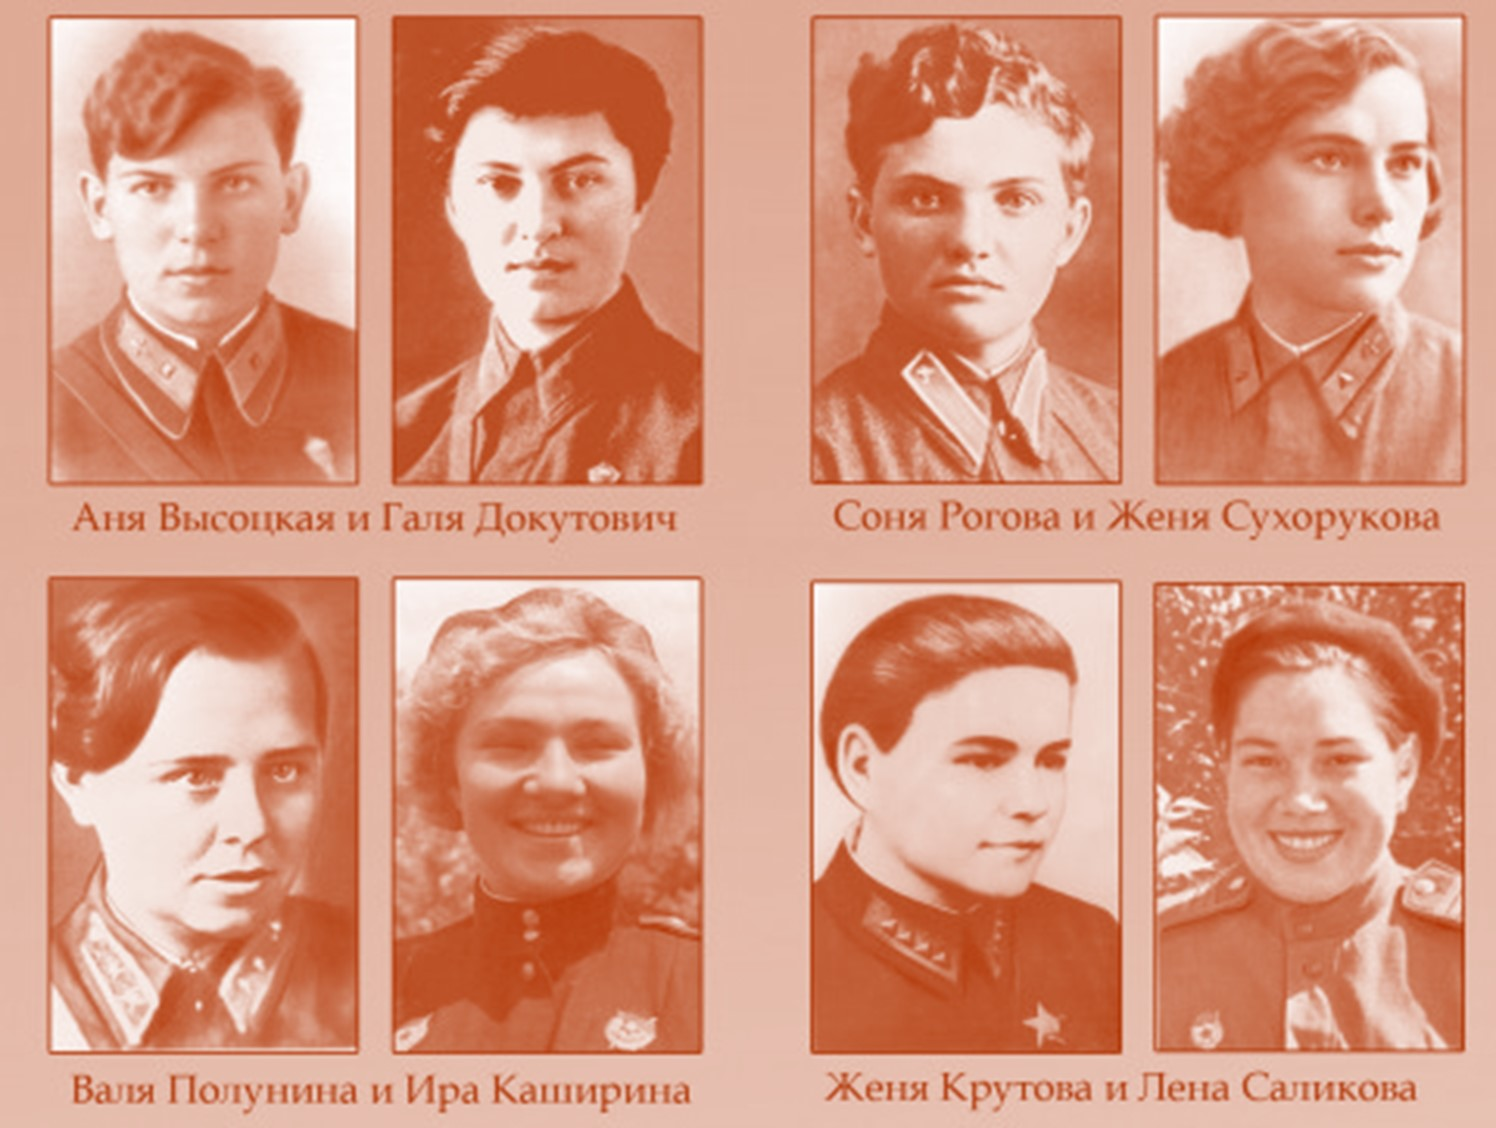 Аня Высоцкая и Галя Докутович
Соня Рогова и Женя Сухорукова
Валя Полунина и Ира Каширина
Женя Крутова и Лена Саликова